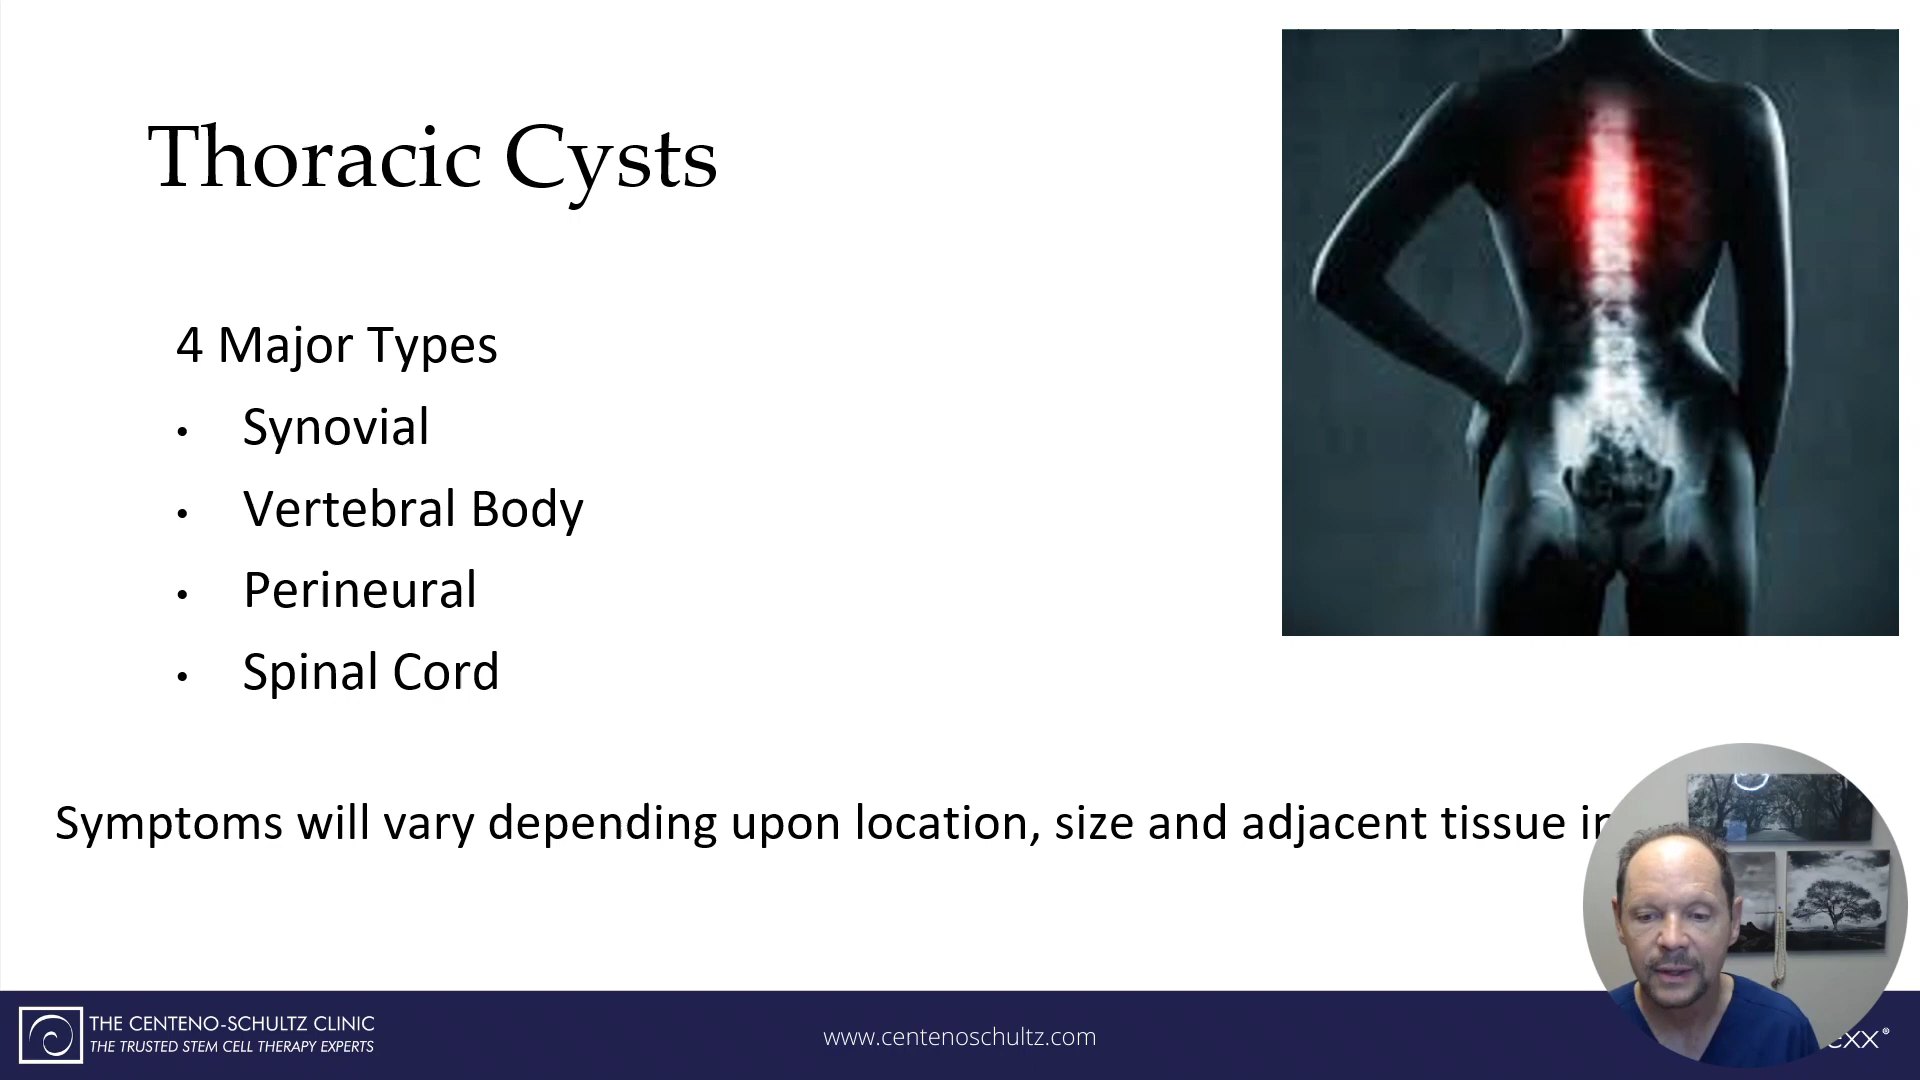 Thoracic Cysts
4 Major Types
• Synovial
• Vertebral Body
• Perineural
• Spinal Cord
Symptoms will vary depending upon location, size and adjacent tissue
THE CENTENO-SCHULTZ CLINIC
THE TRUSTED STEM CELL THERAPY EXPERTS
www.centenoschultz.com